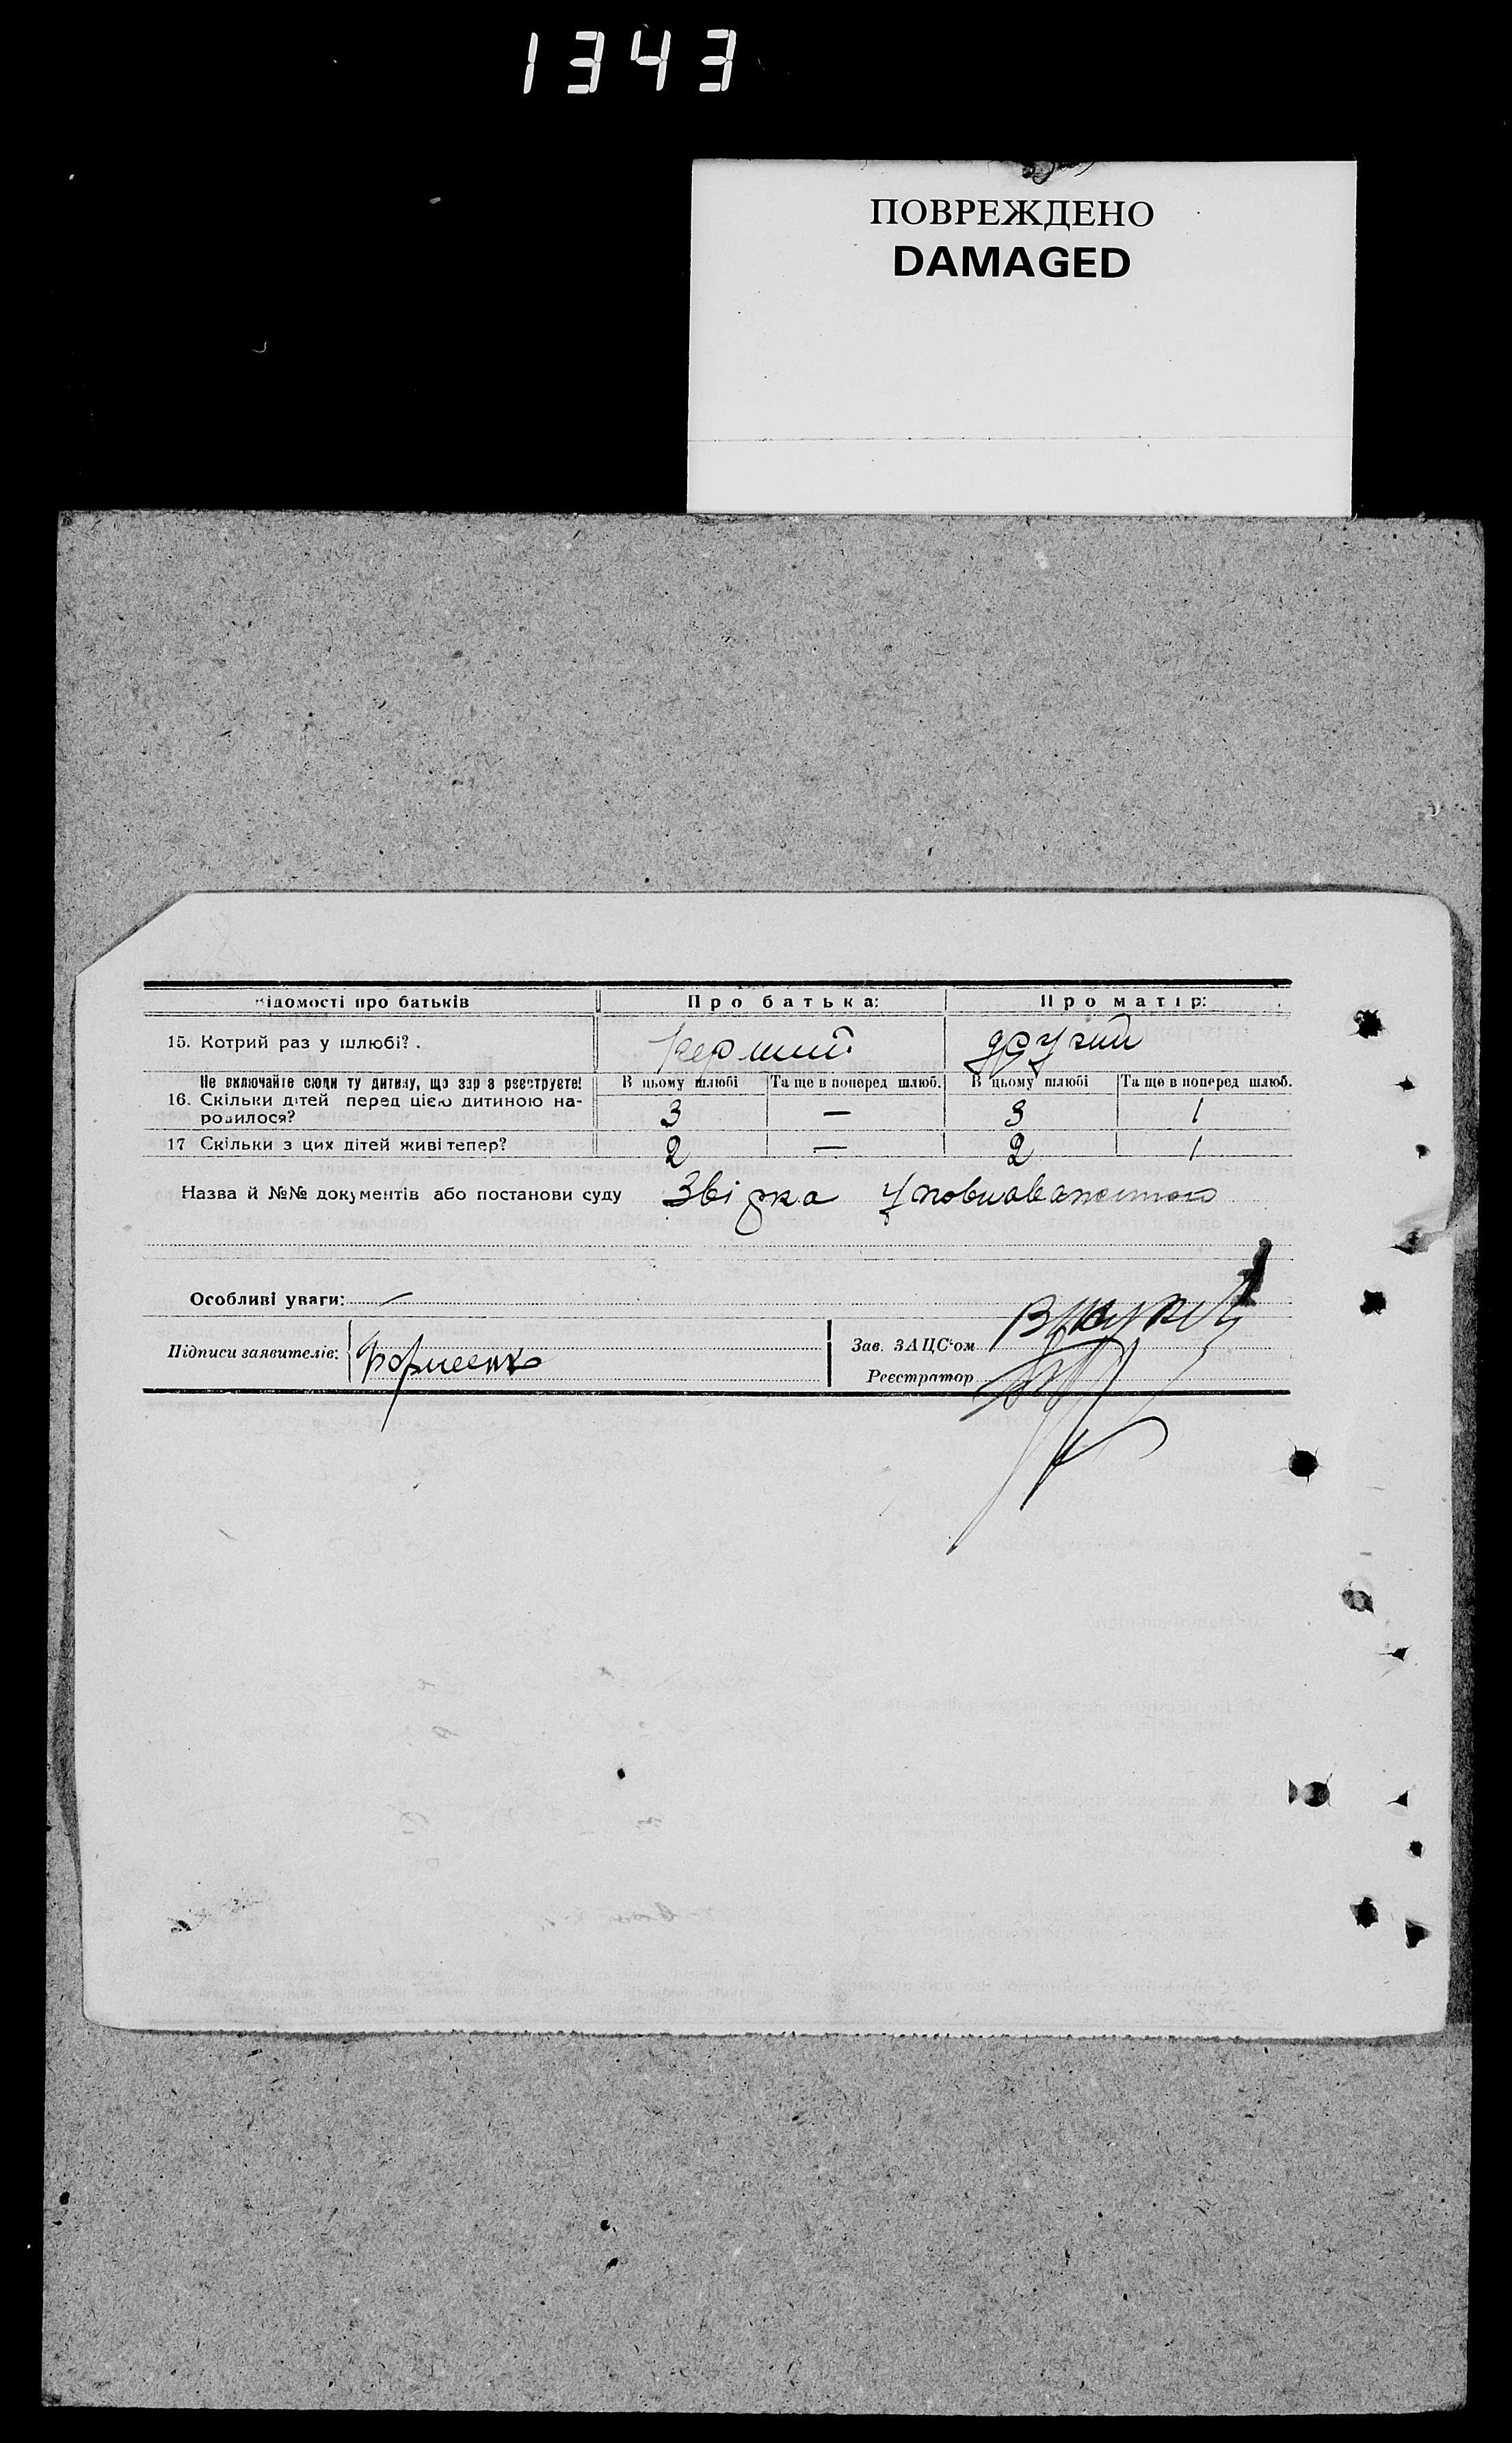 1343
ПОВРЕЖДЕНО
DAMAGED
Відомості про батьків Про батька: Про матір:
15. Котрий раз у шлюбі? . перший другий
Не включайте сюди ту дитину, що зараз реєструєте! В цьому шлюбі Та ще в поперед шлюб. В цьому шлюбі Та ще в поперед шлюб.
16. Скільки дітей перед цією дитиною на-
родилося? 3 — 3 1
17 Скільки з цих дітей живі тепер? 2 — 2 1
Назва й №№ документів або постанови суду Звірка
Особливі уваги: —
Підписи заявителів:
Зав. ЗАЦС'ом
Реєстратор